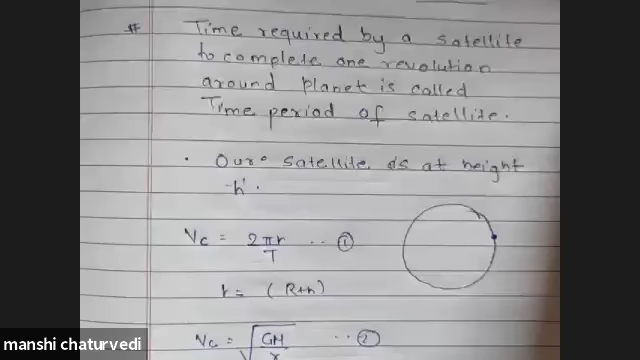 # Time required by a satellite
to complete one revolution
around planet is called
Time period of satellite.
• Our satellite is at height
'h'.
Vc = 2πr/T .. ①
r = (R+h)
Vc = √(GM/r) .. ②
manshi chaturvedi